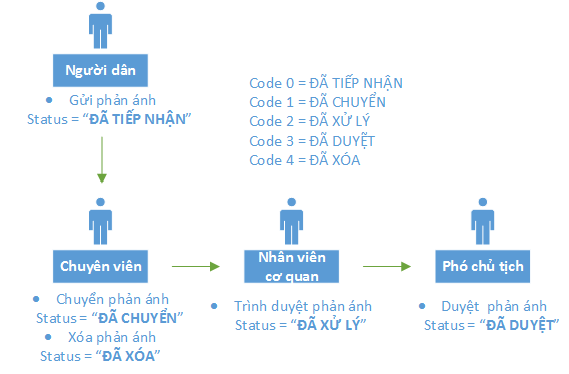 Người dân
• Gửi phản ánh
Status = “ĐÃ TIẾP NHẬN”
Code 0 = ĐÃ TIẾP NHẬN
Code 1 = ĐÃ CHUYỂN
Code 2 = ĐÃ XỬ LÝ
Code 3 = ĐÃ DUYỆT
Code 4 = ĐÃ XÓA
Chuyên viên
• Chuyển phản ánh
Status = “ĐÃ CHUYỂN”
• Xóa phản ánh
Status = “ĐÃ XÓA”
Nhân viên
cơ quan
• Trình duyệt phản ánh
Status = “ĐÃ XỬ LÝ”
Phó chủ tịch
• Duyệt phản ánh
Status = “ĐÃ DUYỆT”